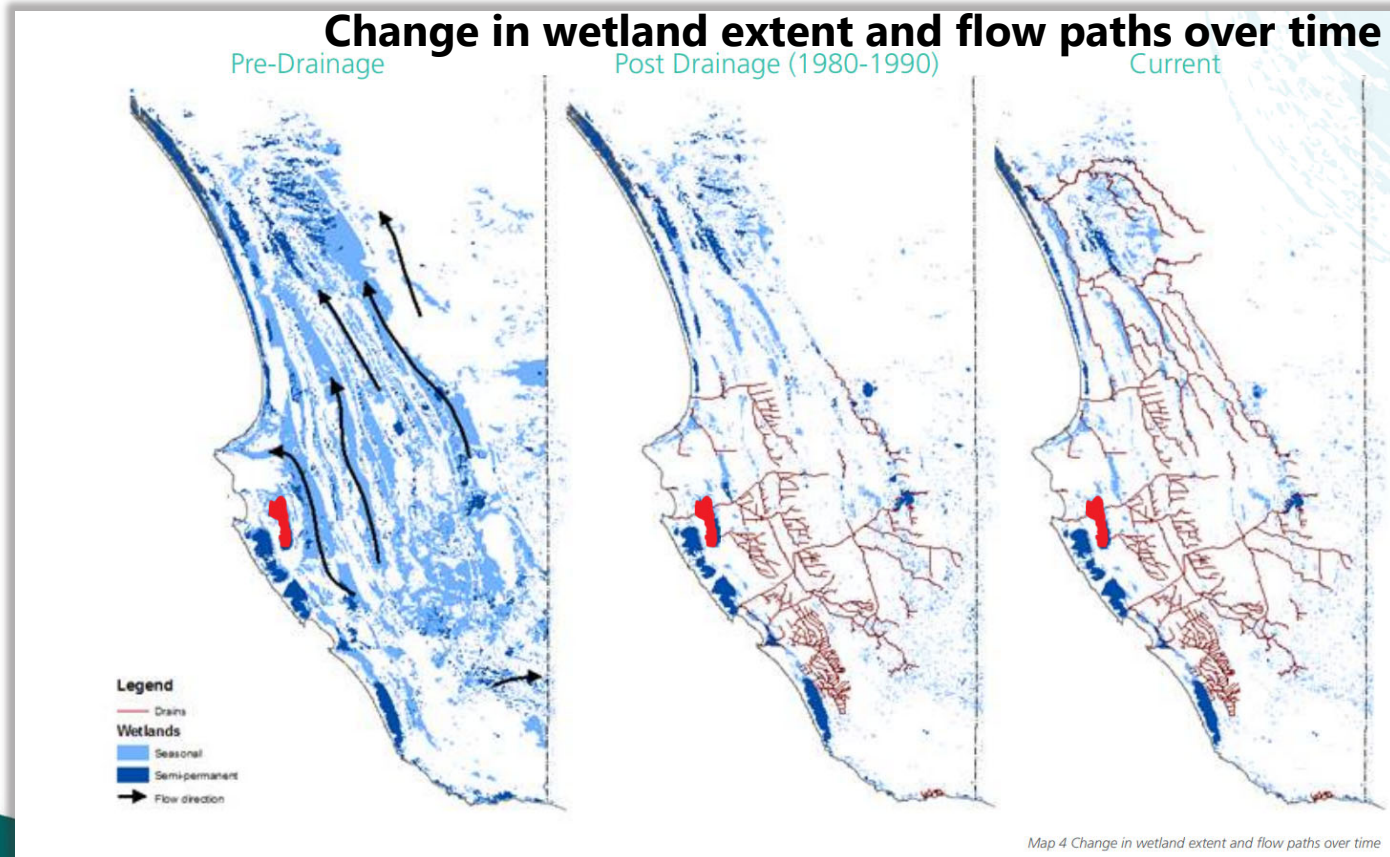 Change in wetland extent and flow paths over time
Pre-Drainage
Post Drainage (1980-1990)
Current
Legend
Drains
Wetlands
Seasonal
Semi-permanent
Flow direction
Map 4 Change in wetland extent and flow paths over time